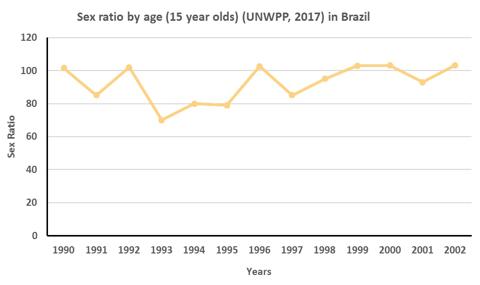 Sex ratio by age (15 year olds) (UNWPP, 2017) in Brazil
120
100
80
60
40
20
0
Sex Ratio
1990 1991 1992 1993 1994 1995 1996 1997 1998 1999 2000 2001 2002
Years